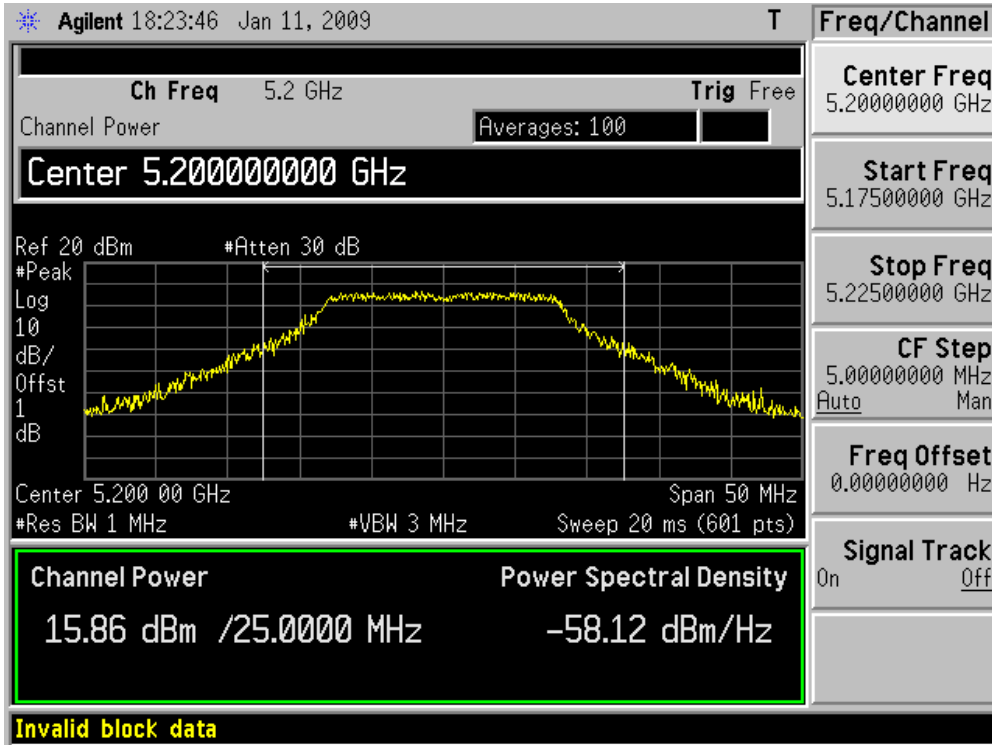 Agilent 18:23:46 Jan 11, 2009 T
Ch Freq 5.2 GHz Trig Free
Channel Power Averages: 100
Center 5.200000000 GHz
Ref 20 dBm #Atten 30 dB
#Peak
Log
10
dB/
Offst
1
dB
Center 5.200 00 GHz Span 50 MHz
#Res BW 1 MHz #VBW 3 MHz Sweep 20 ms (601 pts)
Channel Power Power Spectral Density
15.86 dBm /25.0000 MHz -58.12 dBm/Hz
Invalid block data
Freq/Channel
Center Freq
5.20000000 GHz
Start Freq
5.17500000 GHz
Stop Freq
5.22500000 GHz
CF Step
5.00000000 MHz
Auto Man
Freq Offset
0.00000000 Hz
Signal Track
On Off